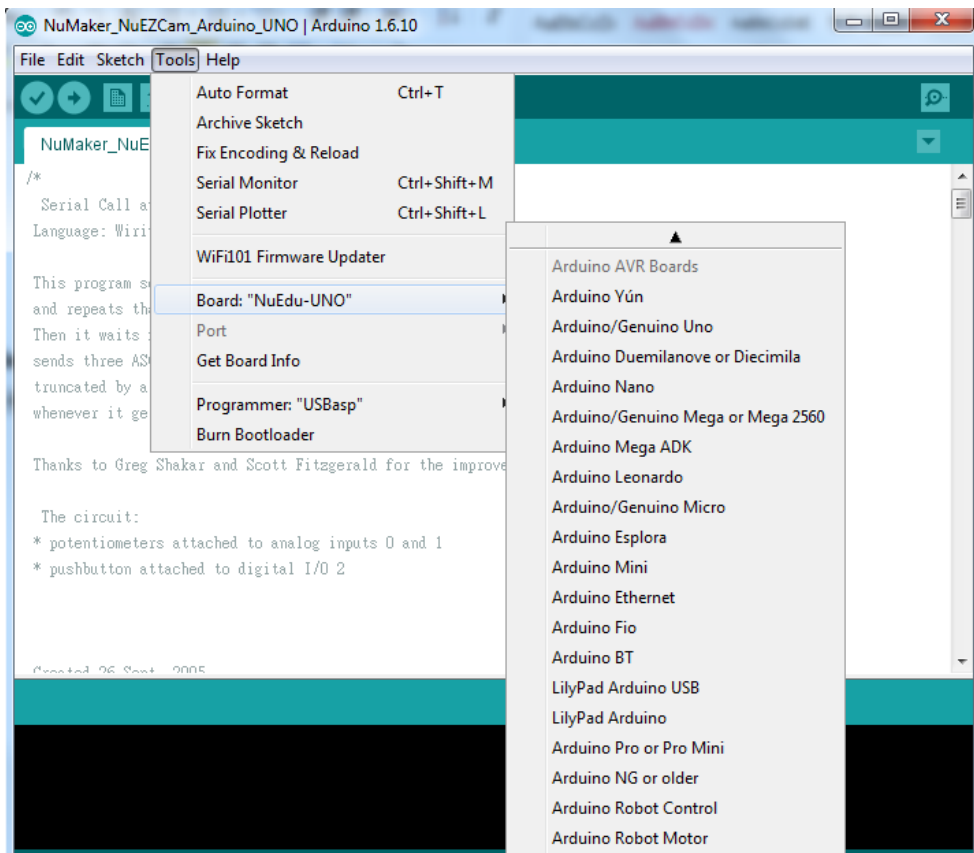 NuMaker_NuEZCam_Arduino_UNO | Arduino 1.6.10
File Edit Sketch Tools Help
NuMaker_NuE
Auto Format Ctrl+T
Archive Sketch
Fix Encoding & Reload
Serial Monitor Ctrl+Shift+M
Serial Plotter Ctrl+Shift+L
WiFi101 Firmware Updater
Board: "NuEdu-UNO"
Port
Get Board Info
Programmer: "USBasp"
Burn Bootloader
Arduino AVR Boards
Arduino Yún
Arduino/Genuino Uno
Arduino Duemilanove or Diecimila
Arduino Nano
Arduino/Genuino Mega or Mega 2560
Arduino Mega ADK
Arduino Leonardo
Arduino/Genuino Micro
Arduino Esplora
Arduino Mini
Arduino Ethernet
Arduino Fio
Arduino BT
LilyPad Arduino USB
LilyPad Arduino
Arduino Pro or Pro Mini
Arduino NG or older
Arduino Robot Control
Arduino Robot Motor
/*
Serial Call a
Language: Wiri
This program s
and repeats th
Then it waits
sends three AS
truncated by a
whenever it ge
Thanks to Greg Shakar and Scott Fitzgerald for the improve
The circuit:
* potentiometers attached to analog inputs 0 and 1
* pushbutton attached to digital I/O 2
Created 26 Sept. 2005